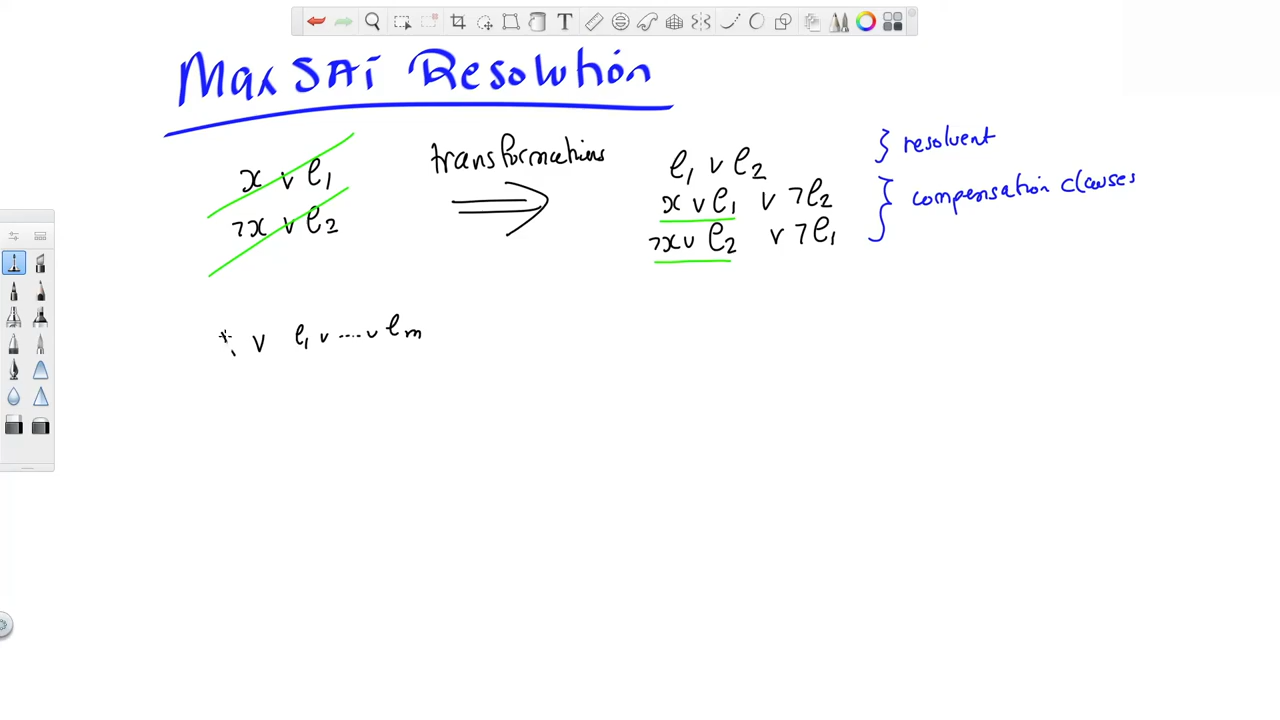 MaxSAT Resolution
x ∨ ℓ1
¬x ∨ ℓ2
transformations
ℓ1 ∨ ℓ2
x ∨ ℓ1 ∨ ¬ℓ2
¬x ∨ ℓ2 ∨ ¬ℓ1
} resolvent
} compensation clauses
∨ ℓ1 ∨ .... ∨ ℓm